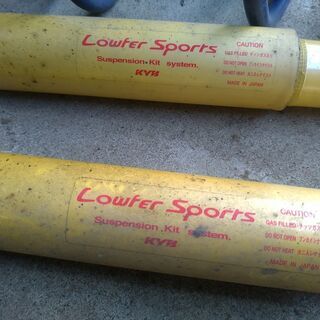 Lowfer Sports
Suspension·Kit system.
KYB
CAUTION
GAS FILLED
DO NOT OPEN
DO NOT HEAT
MADE IN JAPAN
Lowfer Sports
Suspension·Kit system.
KYB
CAUTION
GAS FILLED
DO NOT OPEN
DO NOT HEAT
MADE IN JAPAN